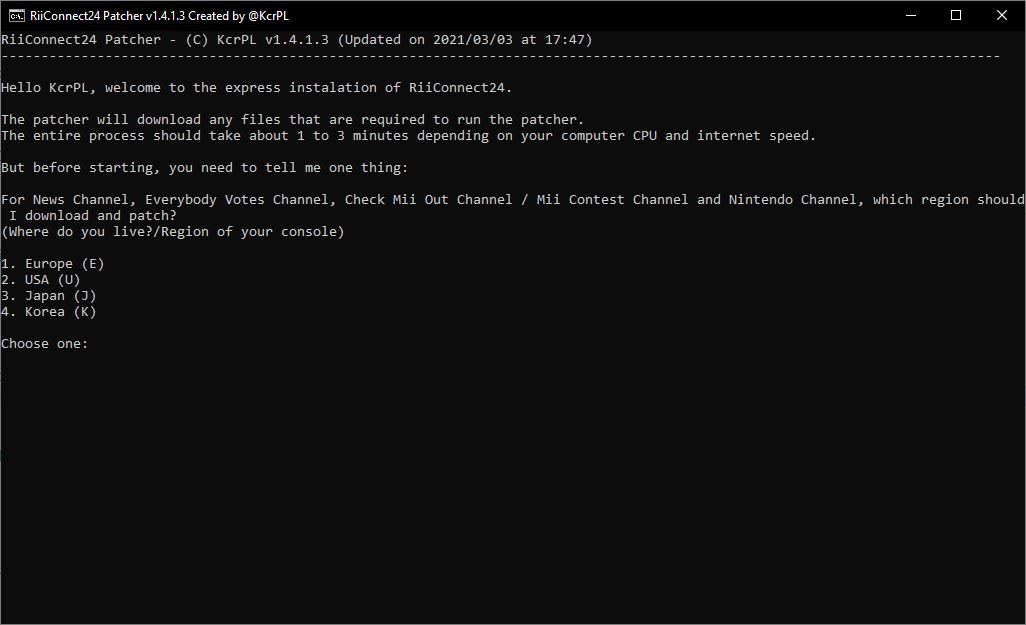 RiiConnect24 Patcher v1.4.1.3 Created by @KcrPL
RiiConnect24 Patcher - (C) KcrPL v1.4.1.3 (Updated on 2021/03/03 at 17:47)
-----------------------------------------------------------------------------------------------------------------------------
Hello KcrPL, welcome to the express instalation of RiiConnect24.
The patcher will download any files that are required to run the patcher.
The entire process should take about 1 to 3 minutes depending on your computer CPU and internet speed.
But before starting, you need to tell me one thing:
For News Channel, Everybody Votes Channel, Check Mii Out Channel / Mii Contest Channel and Nintendo Channel, which region should
I download and patch?
(Where do you live?/Region of your console)
1. Europe (E)
2. USA (U)
3. Japan (J)
4. Korea (K)
Choose one: